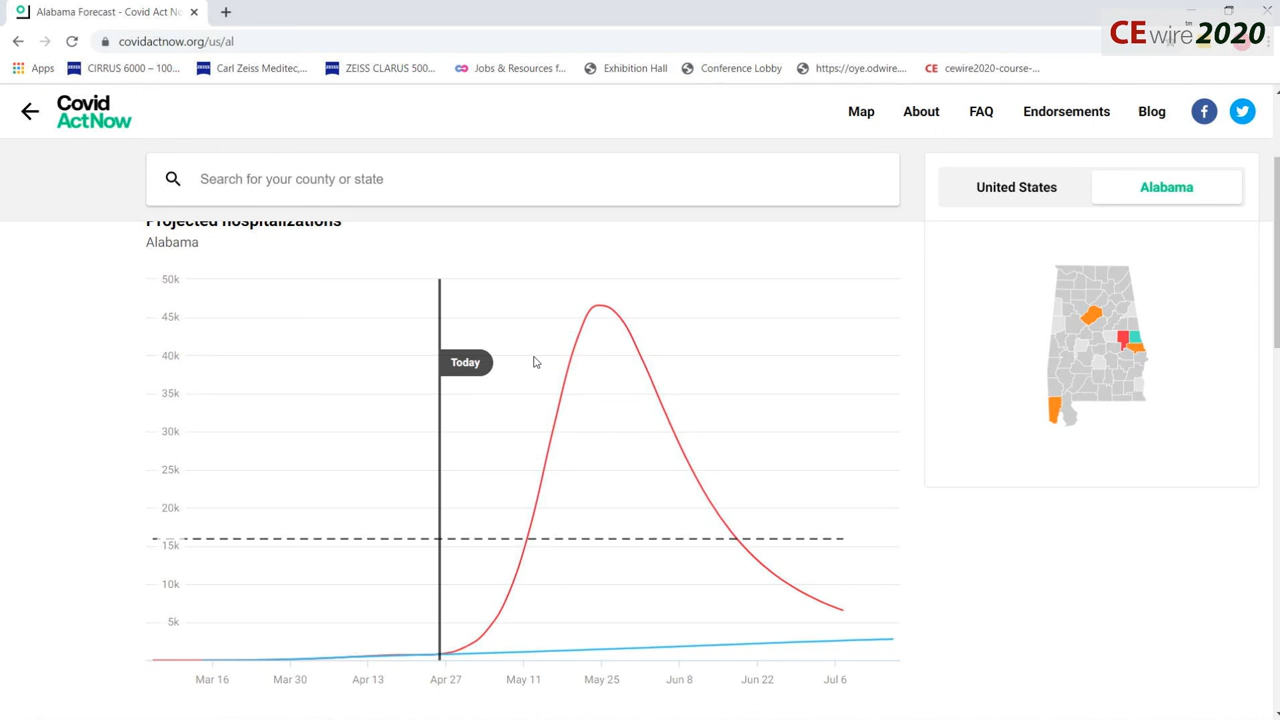 Alabama Forecast - Covid Act N
CEwire™2020
covidactnow.org/us/al
Apps CIRRUS 6000 – 100... Carl Zeiss Meditec,... ZEISS CLARUS 500... Jobs & Resources f... Exhibition Hall Conference Lobby https://oye.odwire.... CE cewire2020-course-...
Covid
ActNow
Map About FAQ Endorsements Blog
Search for your county or state
United States Alabama
Projected hospitalizations
Alabama
50k
45k
40k
Today
35k
30k
25k
20k
15k
10k
5k
Mar 16 Mar 30 Apr 13 Apr 27 May 11 May 25 Jun 8 Jun 22 Jul 6